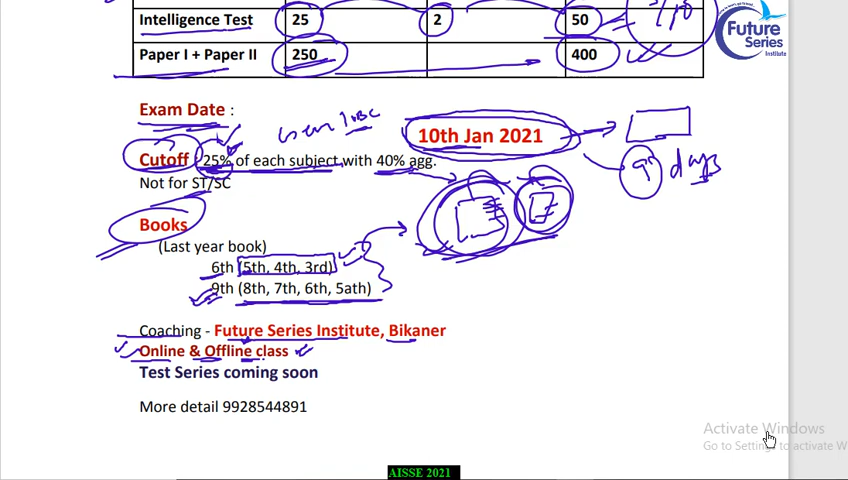 Intelligence Test 25 2 50
Future Series Institute
Paper I + Paper II 250 400
Exam Date :
10th Jan 2021
Cutoff 25% of each subject with 40% agg.
Not for ST/SC
days
Books
(Last year book)
6th (5th, 4th, 3rd)
9th (8th, 7th, 6th, 5ath)
Coaching - Future Series Institute, Bikaner
Online & Offline class
Test Series coming soon
More detail 9928544891
Activate Windows
Go to Settings to activate W
AISSE 2021